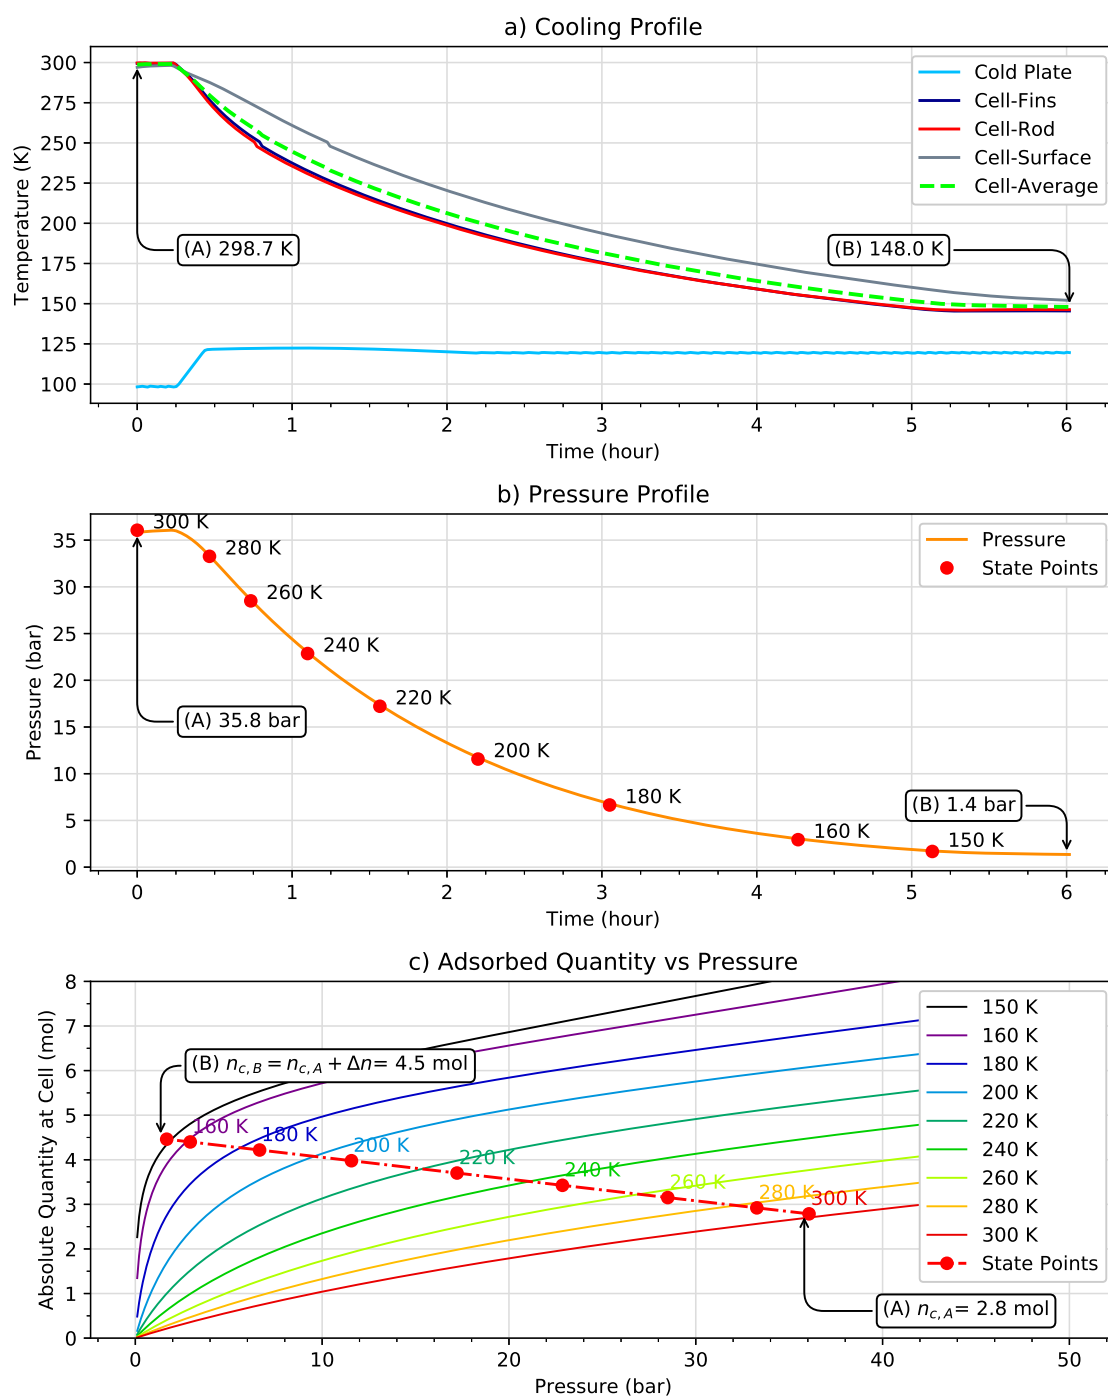 a) Cooling Profile
300
275
250
225
200
175
150
125
100
Temperature (K)
Cold Plate
Cell-Fins
Cell-Rod
Cell-Surface
Cell-Average
(A) 298.7 K
(B) 148.0 K
0 1 2 3 4 5 6
Time (hour)
b) Pressure Profile
35
30
25
20
15
10
5
0
Pressure (bar)
Pressure
State Points
300 K
280 K
260 K
240 K
220 K
200 K
180 K
160 K
150 K
(A) 35.8 bar
(B) 1.4 bar
0 1 2 3 4 5 6
Time (hour)
c) Adsorbed Quantity vs Pressure
8
7
6
5
4
3
2
1
0
Absolute Quantity at Cell (mol)
150 K
160 K
180 K
200 K
220 K
240 K
260 K
280 K
300 K
State Points
(B) n_{c,B} = n_{c,A} + Δn = 4.5 mol
160 K
180 K
200 K
220 K
240 K
260 K
280 K
300 K
(A) n_{c,A} = 2.8 mol
0 10 20 30 40 50
Pressure (bar)